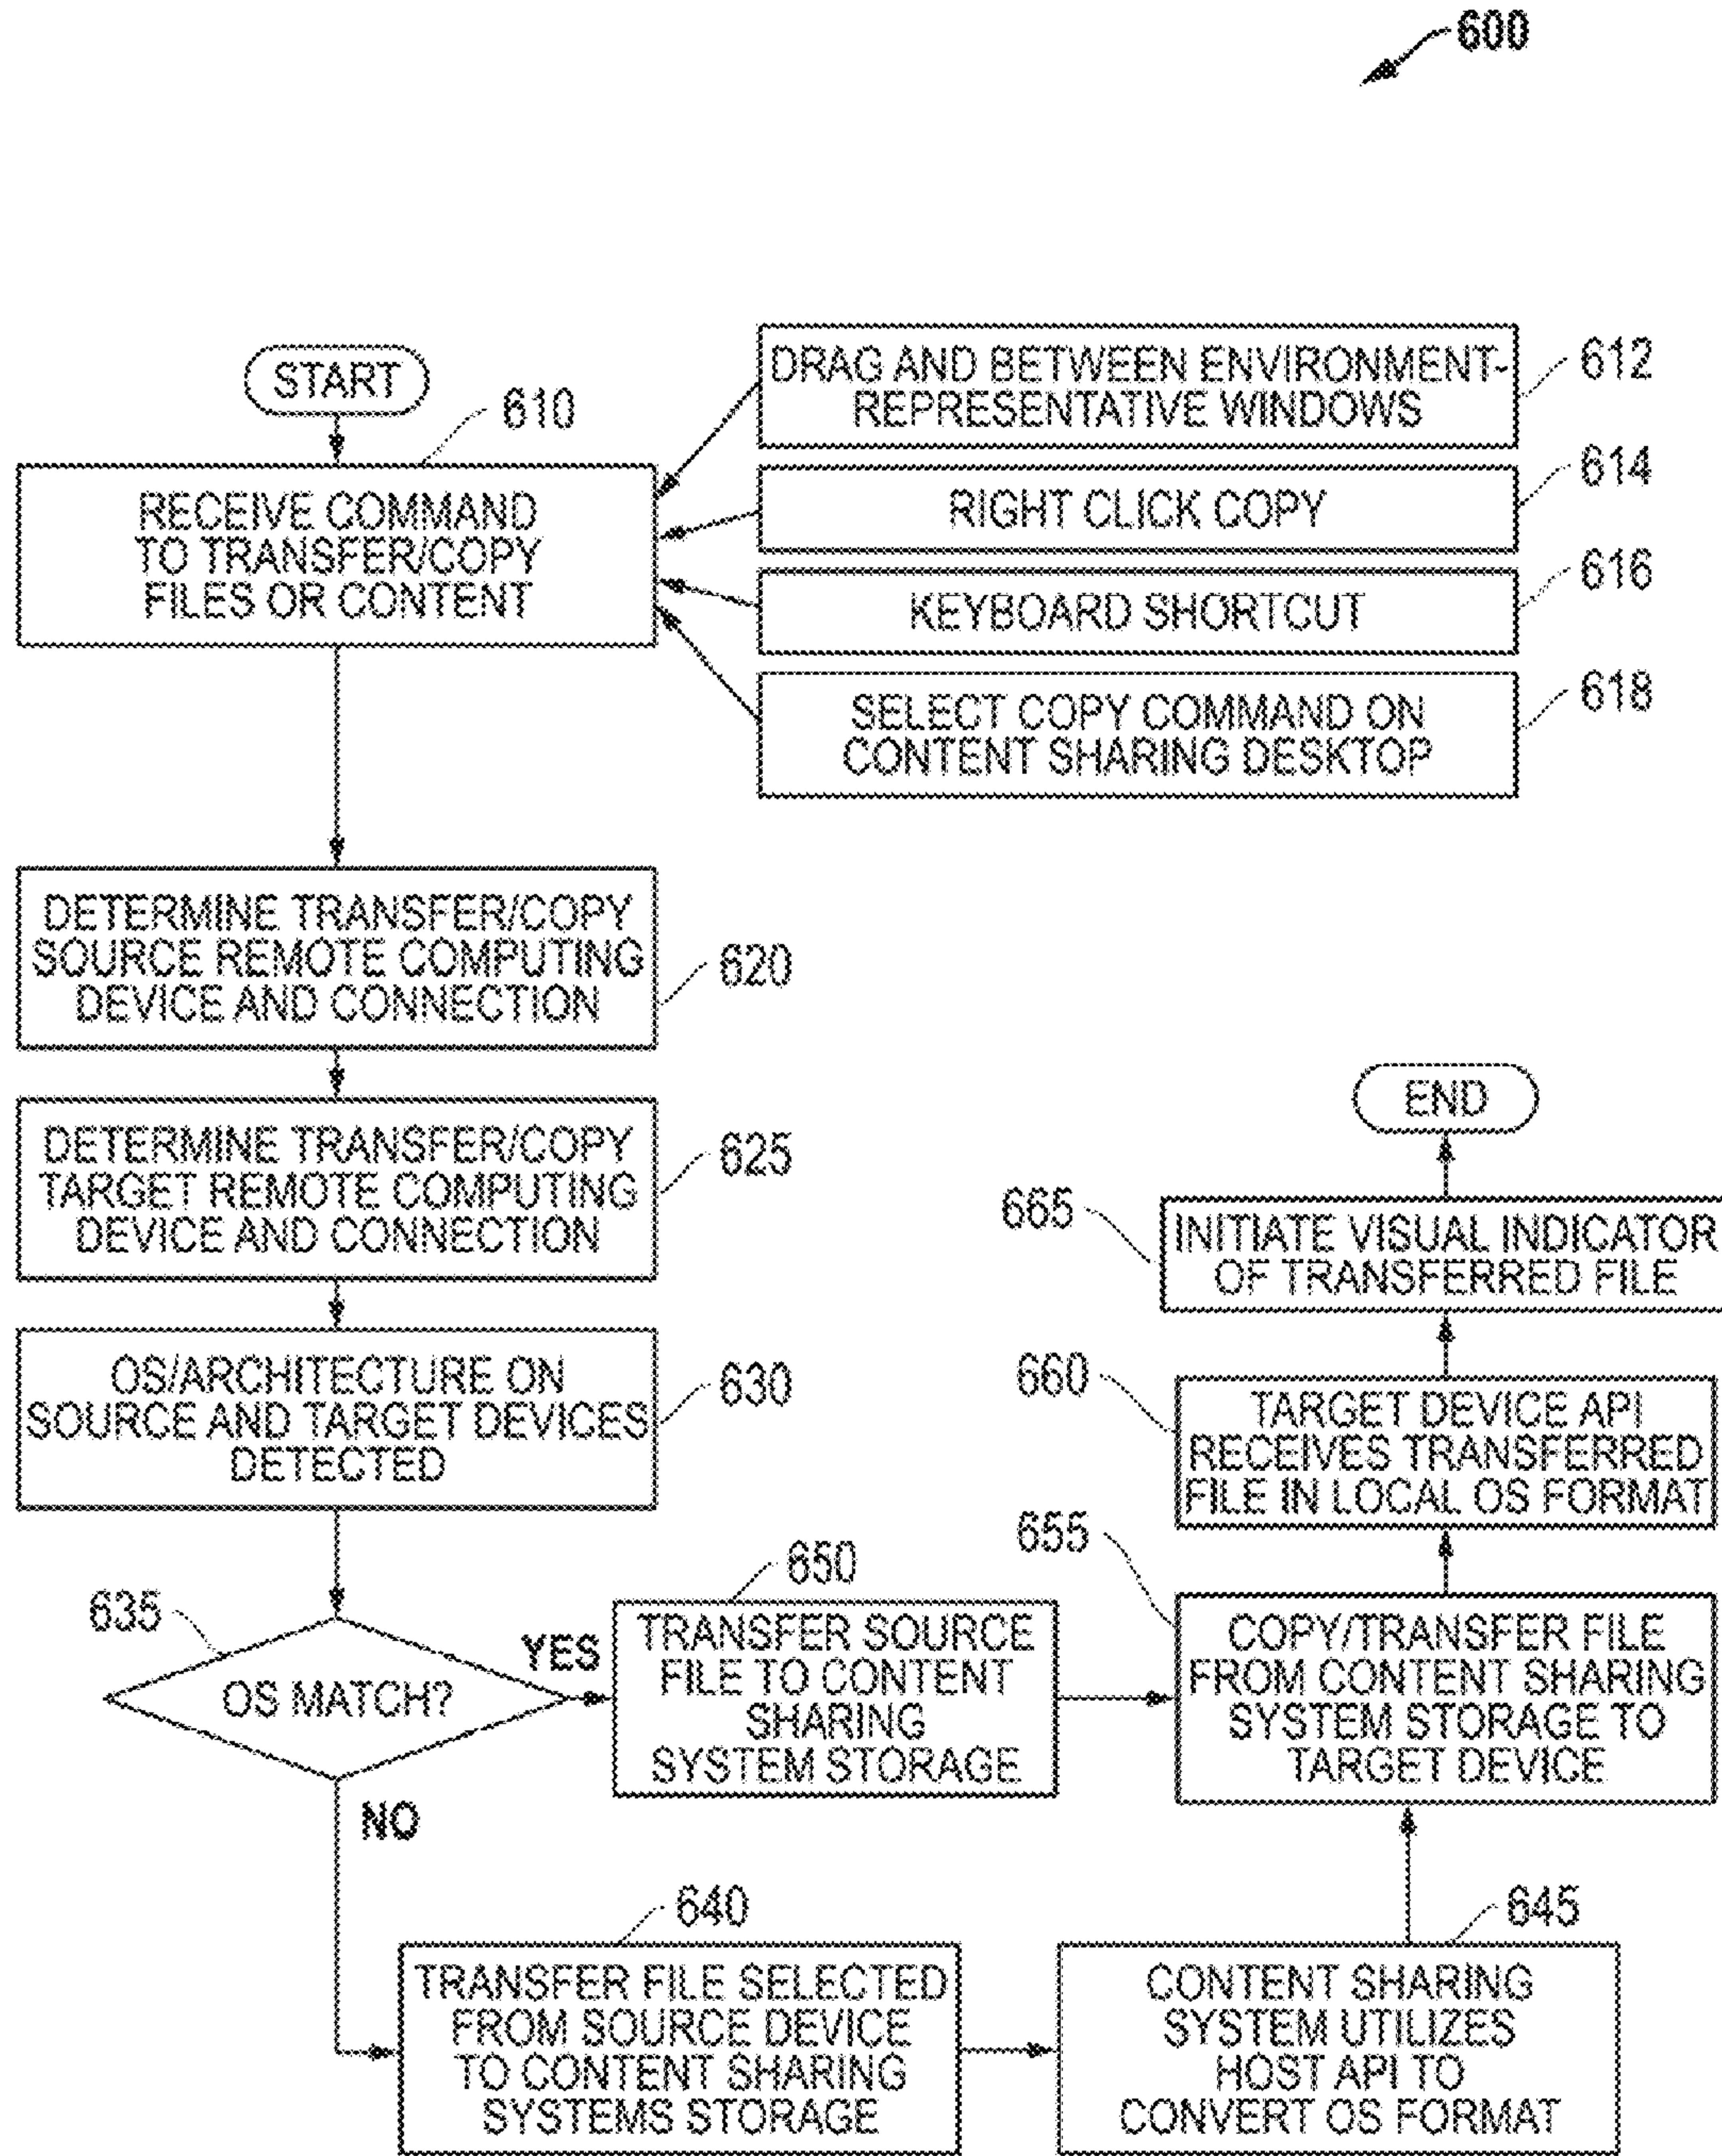 600
START
610
RECEIVE COMMAND
TO TRANSFER/COPY
FILES OR CONTENT
DRAG AND BETWEEN ENVIRONMENT-
REPRESENTATIVE WINDOWS
612
RIGHT CLICK COPY
614
KEYBOARD SHORTCUT
616
SELECT COPY COMMAND ON
CONTENT SHARING DESKTOP
618
DETERMINE TRANSFER/COPY
SOURCE REMOTE COMPUTING
DEVICE AND CONNECTION
620
DETERMINE TRANSFER/COPY
TARGET REMOTE COMPUTING
DEVICE AND CONNECTION
625
OS/ARCHITECTURE ON
SOURCE AND TARGET DEVICES
DETECTED
630
635
OS MATCH?
YES
NO
650
TRANSFER SOURCE
FILE TO CONTENT
SHARING
SYSTEM STORAGE
640
TRANSFER FILE SELECTED
FROM SOURCE DEVICE
TO CONTENT SHARING
SYSTEMS STORAGE
645
CONTENT SHARING
SYSTEM UTILIZES
HOST API TO
CONVERT OS FORMAT
655
COPY/TRANSFER FILE
FROM CONTENT SHARING
SYSTEM STORAGE TO
TARGET DEVICE
660
TARGET DEVICE API
RECEIVES TRANSFERRED
FILE IN LOCAL OS FORMAT
665
INITIATE VISUAL INDICATOR
OF TRANSFERRED FILE
END